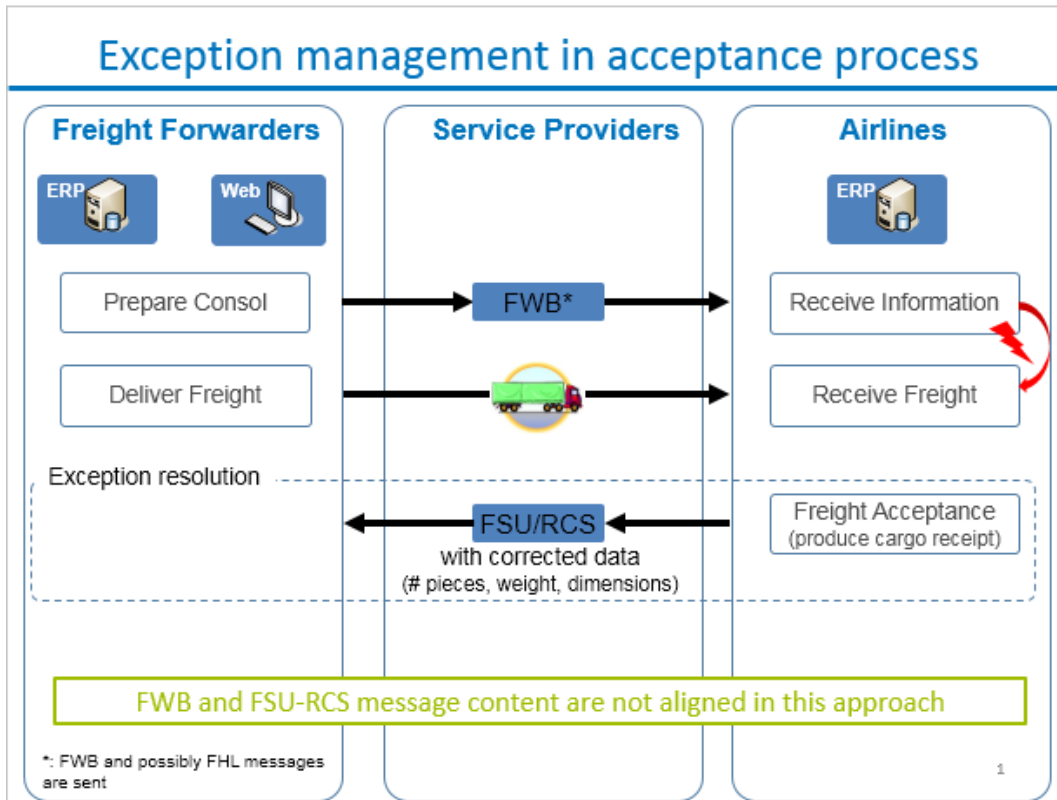 Exception management in acceptance process
Freight Forwarders
Service Providers
Airlines
ERP
Web
ERP
Prepare Consol
FWB*
Receive Information
Deliver Freight
Receive Freight
Exception resolution
FSU/RCS
with corrected data
(# pieces, weight, dimensions)
Freight Acceptance
(produce cargo receipt)
FWB and FSU-RCS message content are not aligned in this approach
*: FWB and possibly FHL messages
are sent
1